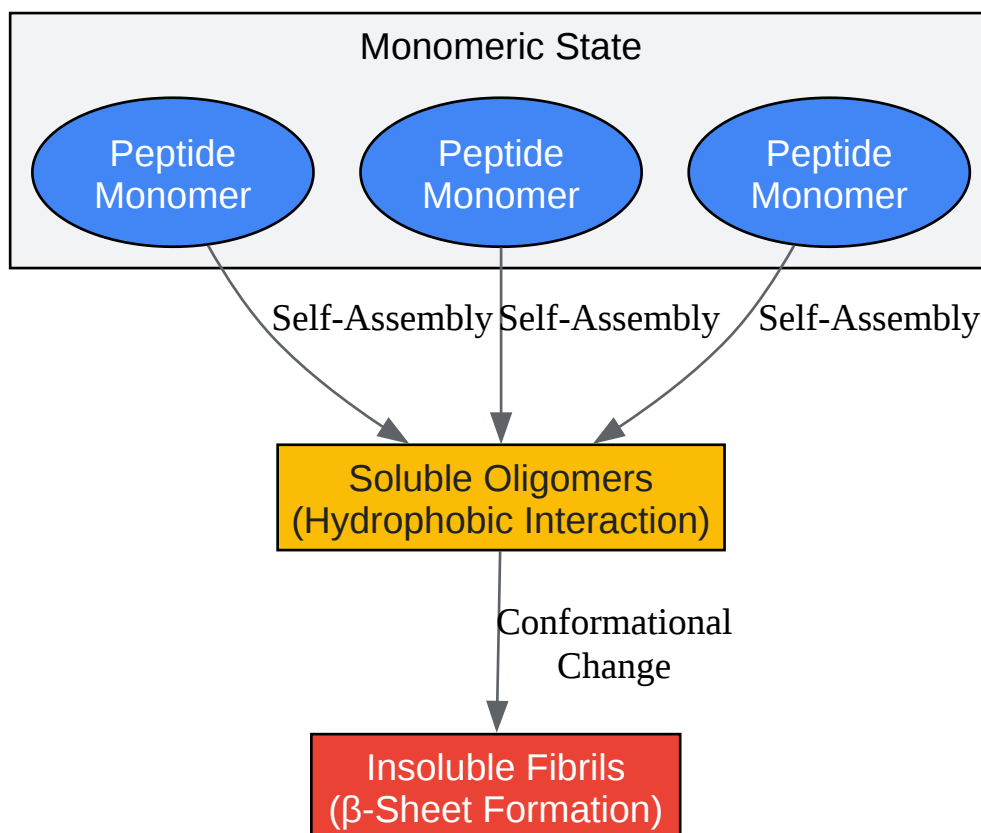 Monomeric State
Peptide
Monomer
Peptide
Monomer
Peptide
Monomer
Self-Assembly
Self-Assembly
Self-Assembly
Soluble Oligomers
(Hydrophobic Interaction)
Conformational
Change
Insoluble Fibrils
(β-Sheet Formation)